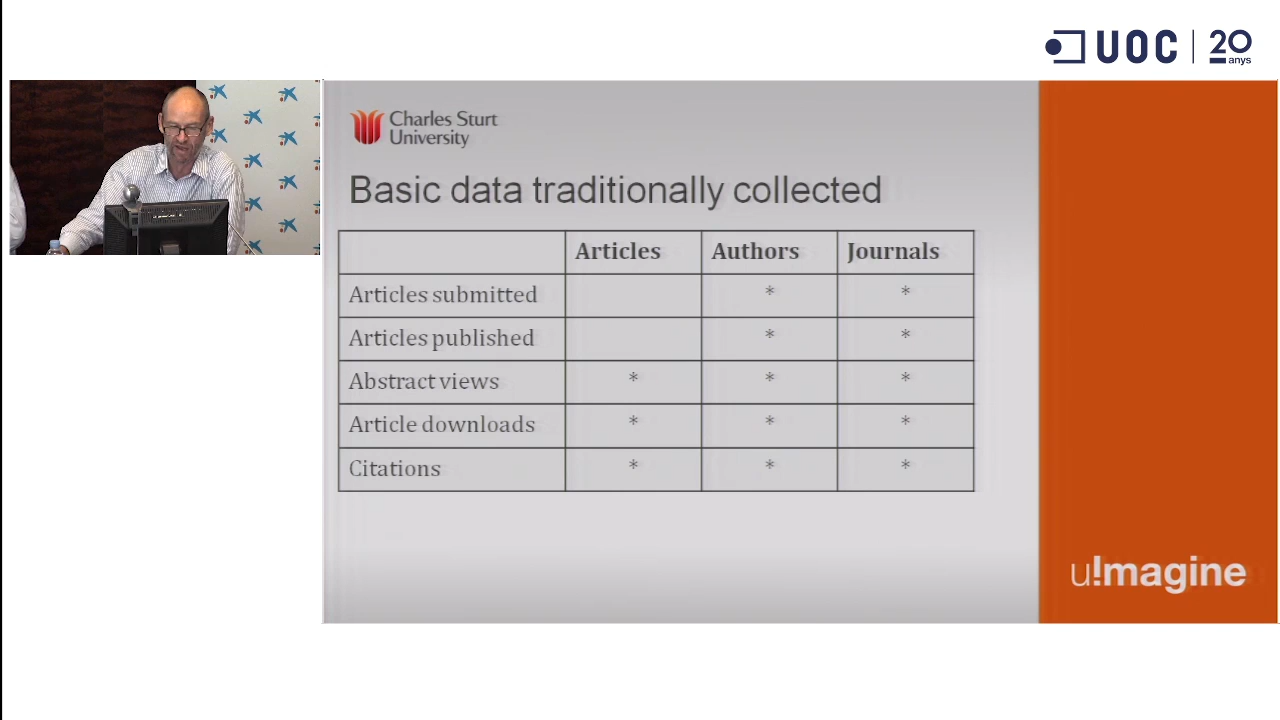 UOC 20 anys
Charles Sturt
University
Basic data traditionally collected
Articles Authors Journals
Articles submitted * *
Articles published * *
Abstract views * * *
Article downloads * * *
Citations * * *
u!magine